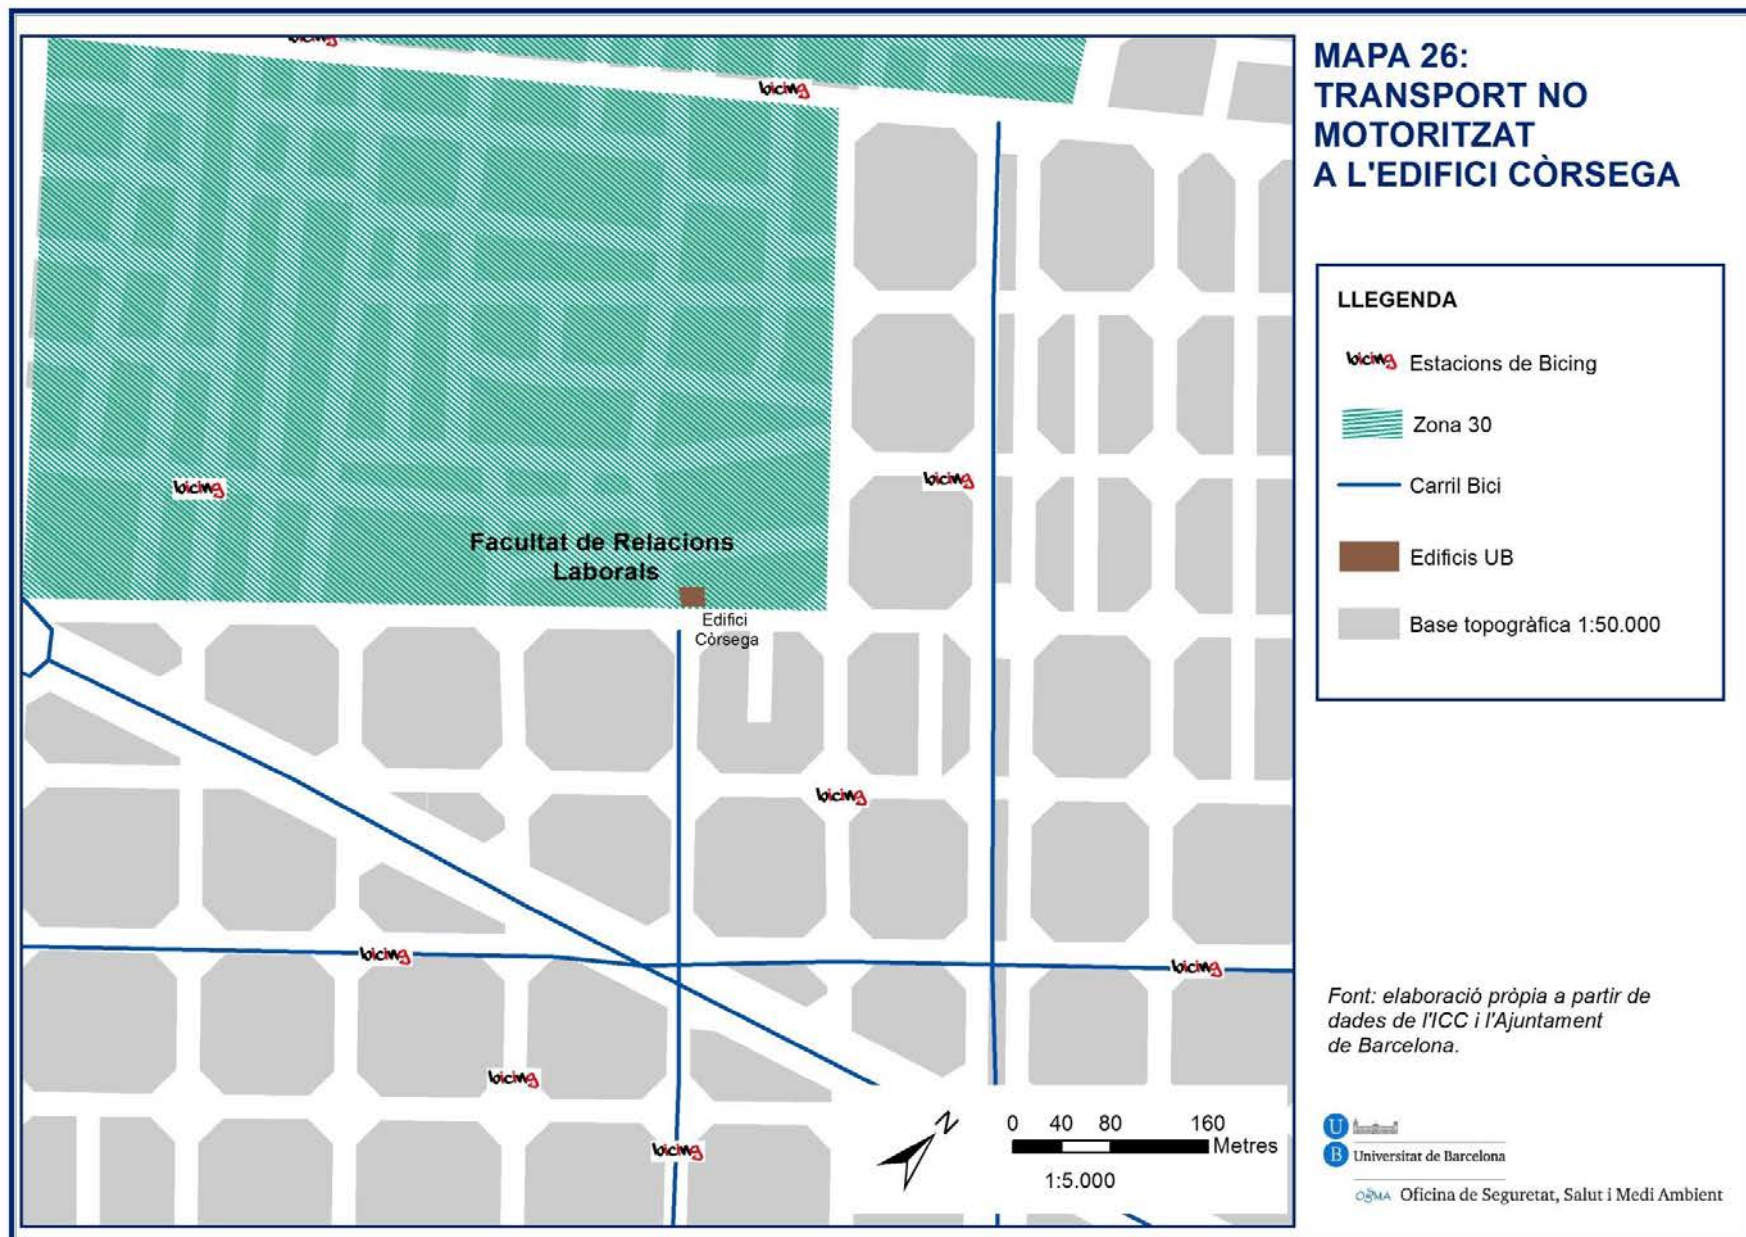 MAPA 26:
TRANSPORT NO
MOTORITZAT
A L'EDIFICI CÒRSEGA
LLEGENDA
bicing Estacions de Bicing
Zona 30
Carril Bici
Edificis UB
Base topogràfica 1:50.000
bicing
bicing
bicing
bicing
Facultat de Relacions
Laborals
Edifici
Còrsega
bicing
bicing
bicing
bicing
bicing
N
0 40 80 160
Metres
1:5.000
Font: elaboració pròpia a partir de
dades de l'ICC i l'Ajuntament
de Barcelona.
U
B Universitat de Barcelona
OSSMA Oficina de Seguretat, Salut i Medi Ambient